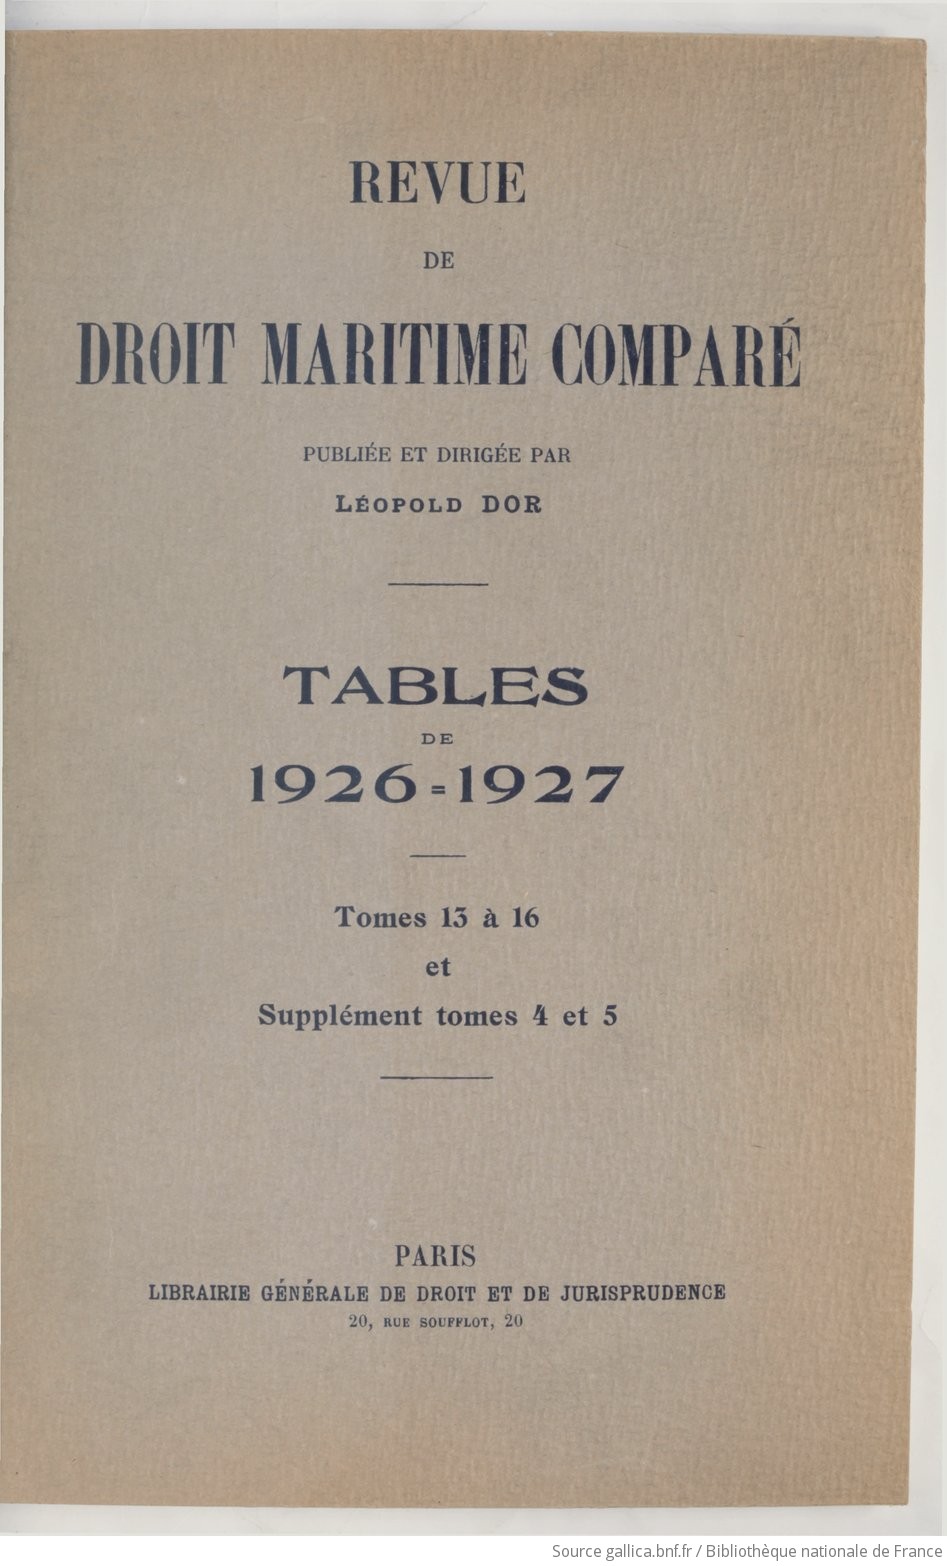 REVUE
DE
DROIT MARITIME COMPARÉ
PUBLIÉE ET DIRIGÉE PAR
LÉOPOLD DOR
TABLES
DE
1926=1927
Tomes 13 à 16
et
Supplément tomes 4 et 5
PARIS
LIBRAIRIE GÉNÉRALE DE DROIT ET DE JURISPRUDENCE
20, RUE SOUFFLOT, 20
Source gallica.bnf.fr / Bibliothèque nationale de France